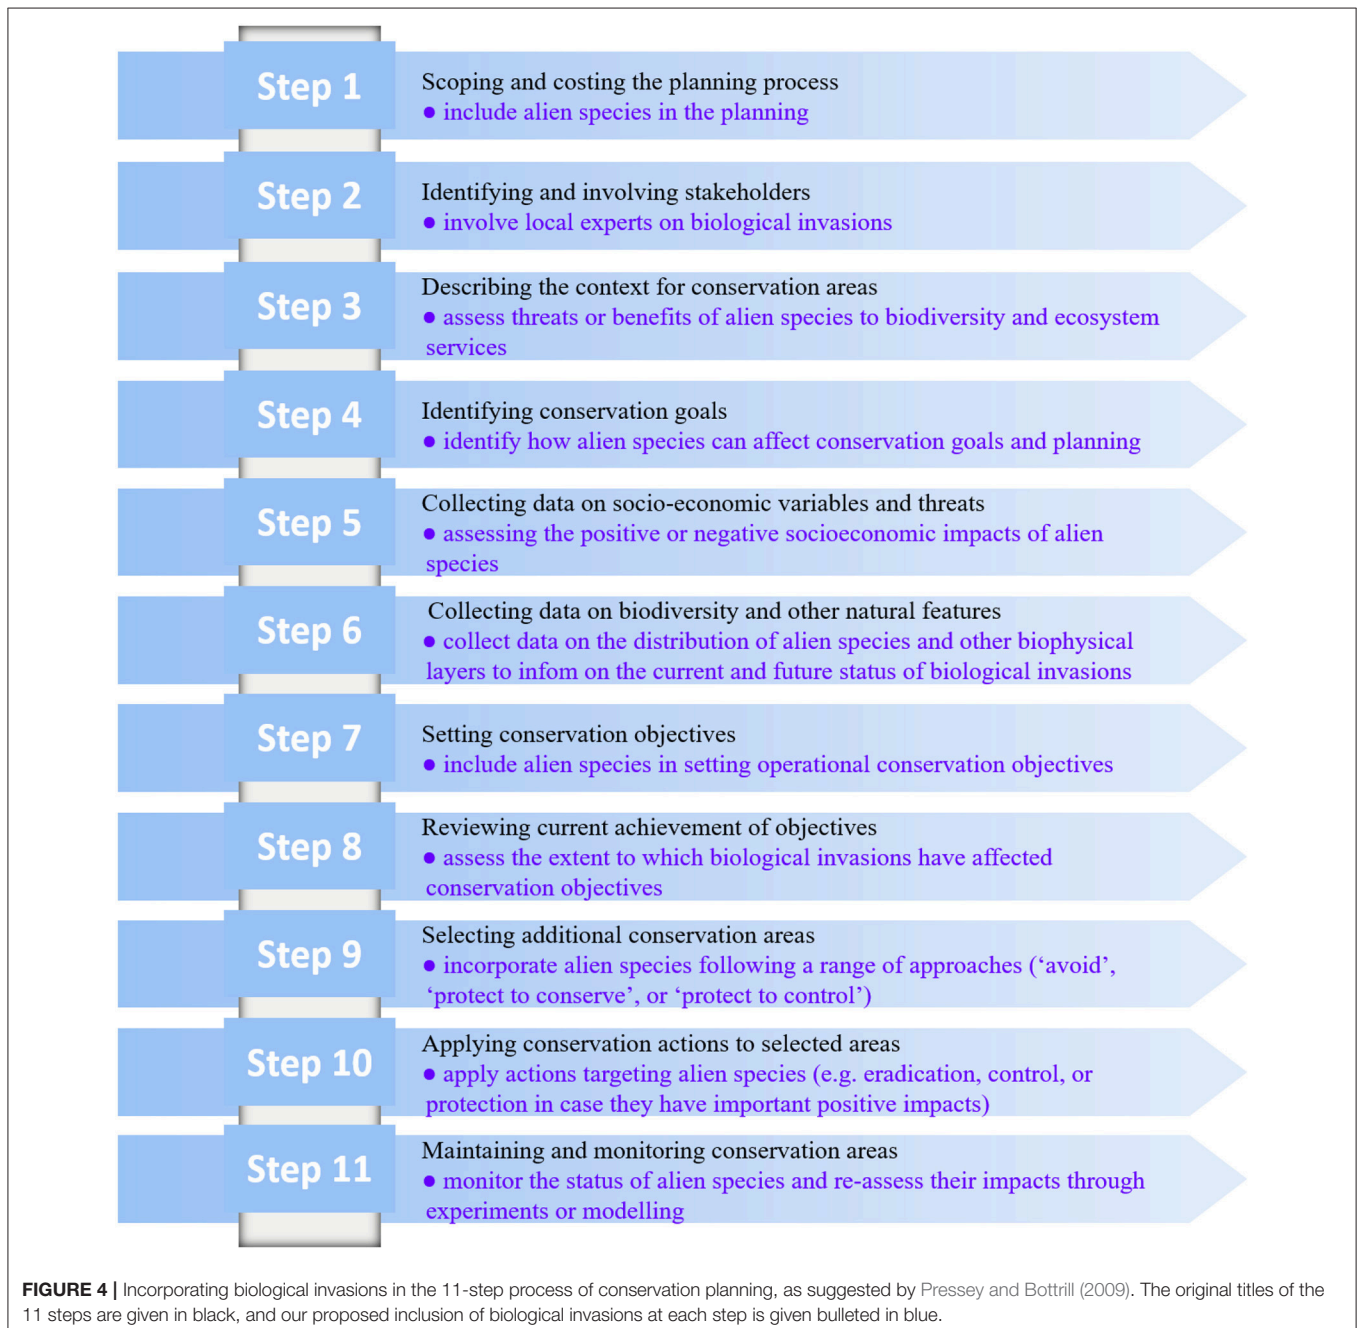 Step 1
Scoping and costing the planning process
● include alien species in the planning
Step 2
Identifying and involving stakeholders
● involve local experts on biological invasions
Step 3
Describing the context for conservation areas
● assess threats or benefits of alien species to biodiversity and ecosystem
services
Step 4
Identifying conservation goals
● identify how alien species can affect conservation goals and planning
Step 5
Collecting data on socio-economic variables and threats
● assessing the positive or negative socioeconomic impacts of alien
species
Step 6
Collecting data on biodiversity and other natural features
● collect data on the distribution of alien species and other biophysical
layers to infom on the current and future status of biological invasions
Step 7
Setting conservation objectives
● include alien species in setting operational conservation objectives
Step 8
Reviewing current achievement of objectives
● assess the extent to which biological invasions have affected
conservation objectives
Step 9
Selecting additional conservation areas
● incorporate alien species following a range of approaches (‘avoid’,
‘protect to conserve’, or ‘protect to control’)
Step 10
Applying conservation actions to selected areas
● apply actions targeting alien species (e.g. eradication, control, or
protection in case they have important positive impacts)
Step 11
Maintaining and monitoring conservation areas
● monitor the status of alien species and re-assess their impacts through
experiments or modelling
FIGURE 4 | Incorporating biological invasions in the 11-step process of conservation planning, as suggested by Pressey and Bottrill (2009). The original titles of the
11 steps are given in black, and our proposed inclusion of biological invasions at each step is given bulleted in blue.